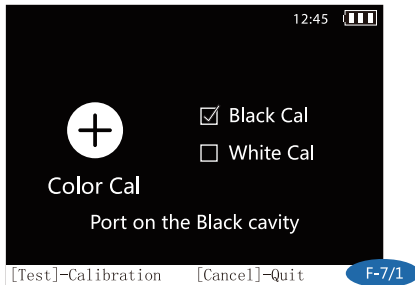 12:45
Black Cal
White Cal
Color Cal
Port on the Black cavity
[Test]-Calibration [Cancel]-Quit F-7/1